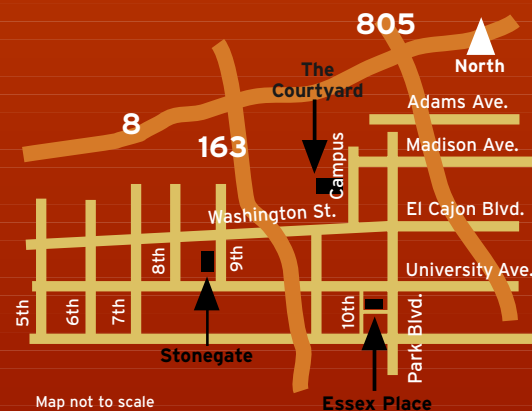 805
North
The
Courtyard
Adams Ave.
8
163
Madison Ave.
Campus
Washington St.
El Cajon Blvd.
8th
9th
University Ave.
5th
6th
7th
10th
Park Blvd.
Stonegate
Map not to scale
Essex Place